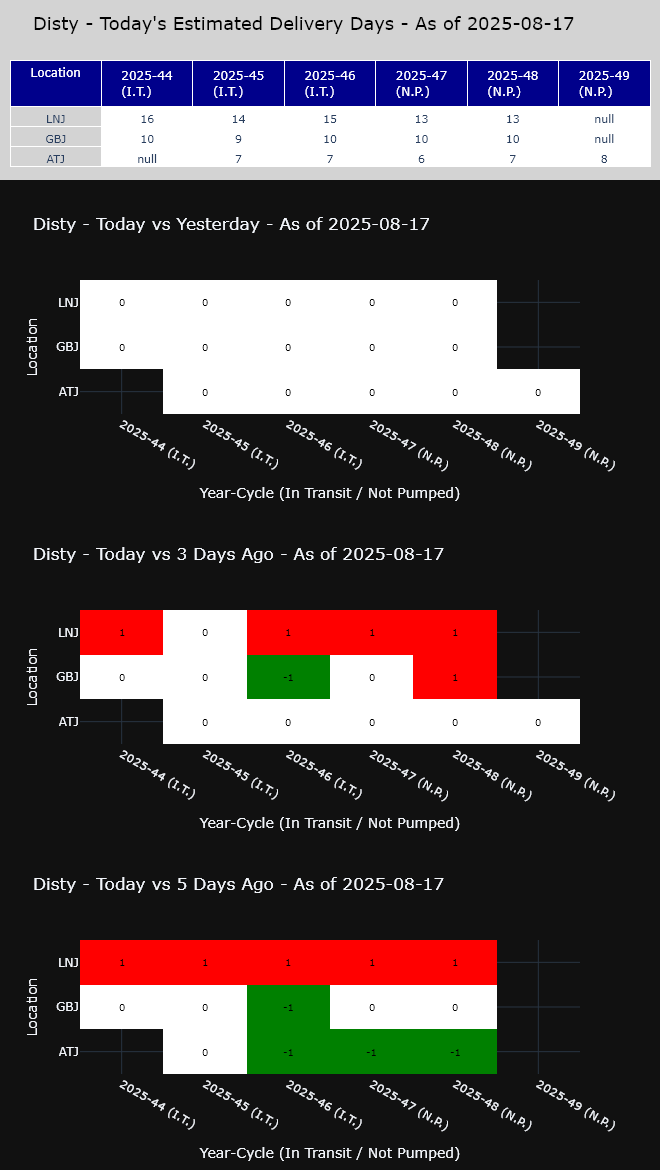 Disty - Today's Estimated Delivery Days - As of 2025-08-17
Location 2025-44 (I.T.) 2025-45 (I.T.) 2025-46 (I.T.) 2025-47 (N.P.) 2025-48 (N.P.) 2025-49 (N.P.)
LNJ 16 14 15 13 13 null
GBJ 10 9 10 10 10 null
ATJ null 7 7 6 7 8
Disty - Today vs Yesterday - As of 2025-08-17
Location
LNJ 0 0 0 0 0
GBJ 0 0 0 0 0
ATJ 0 0 0 0 0
2025-44 (I.T.) 2025-45 (I.T.) 2025-46 (I.T.) 2025-47 (N.P.) 2025-48 (N.P.) 2025-49 (N.P.)
Year-Cycle (In Transit / Not Pumped)
Disty - Today vs 3 Days Ago - As of 2025-08-17
Location
LNJ 1 0 1 1 1
GBJ 0 0 -1 0 1
ATJ 0 0 0 0 0
2025-44 (I.T.) 2025-45 (I.T.) 2025-46 (I.T.) 2025-47 (N.P.) 2025-48 (N.P.) 2025-49 (N.P.)
Year-Cycle (In Transit / Not Pumped)
Disty - Today vs 5 Days Ago - As of 2025-08-17
Location
LNJ 1 1 1 1 1
GBJ 0 0 -1 0 0
ATJ 0 -1 -1 -1
2025-44 (I.T.) 2025-45 (I.T.) 2025-46 (I.T.) 2025-47 (N.P.) 2025-48 (N.P.) 2025-49 (N.P.)
Year-Cycle (In Transit / Not Pumped)